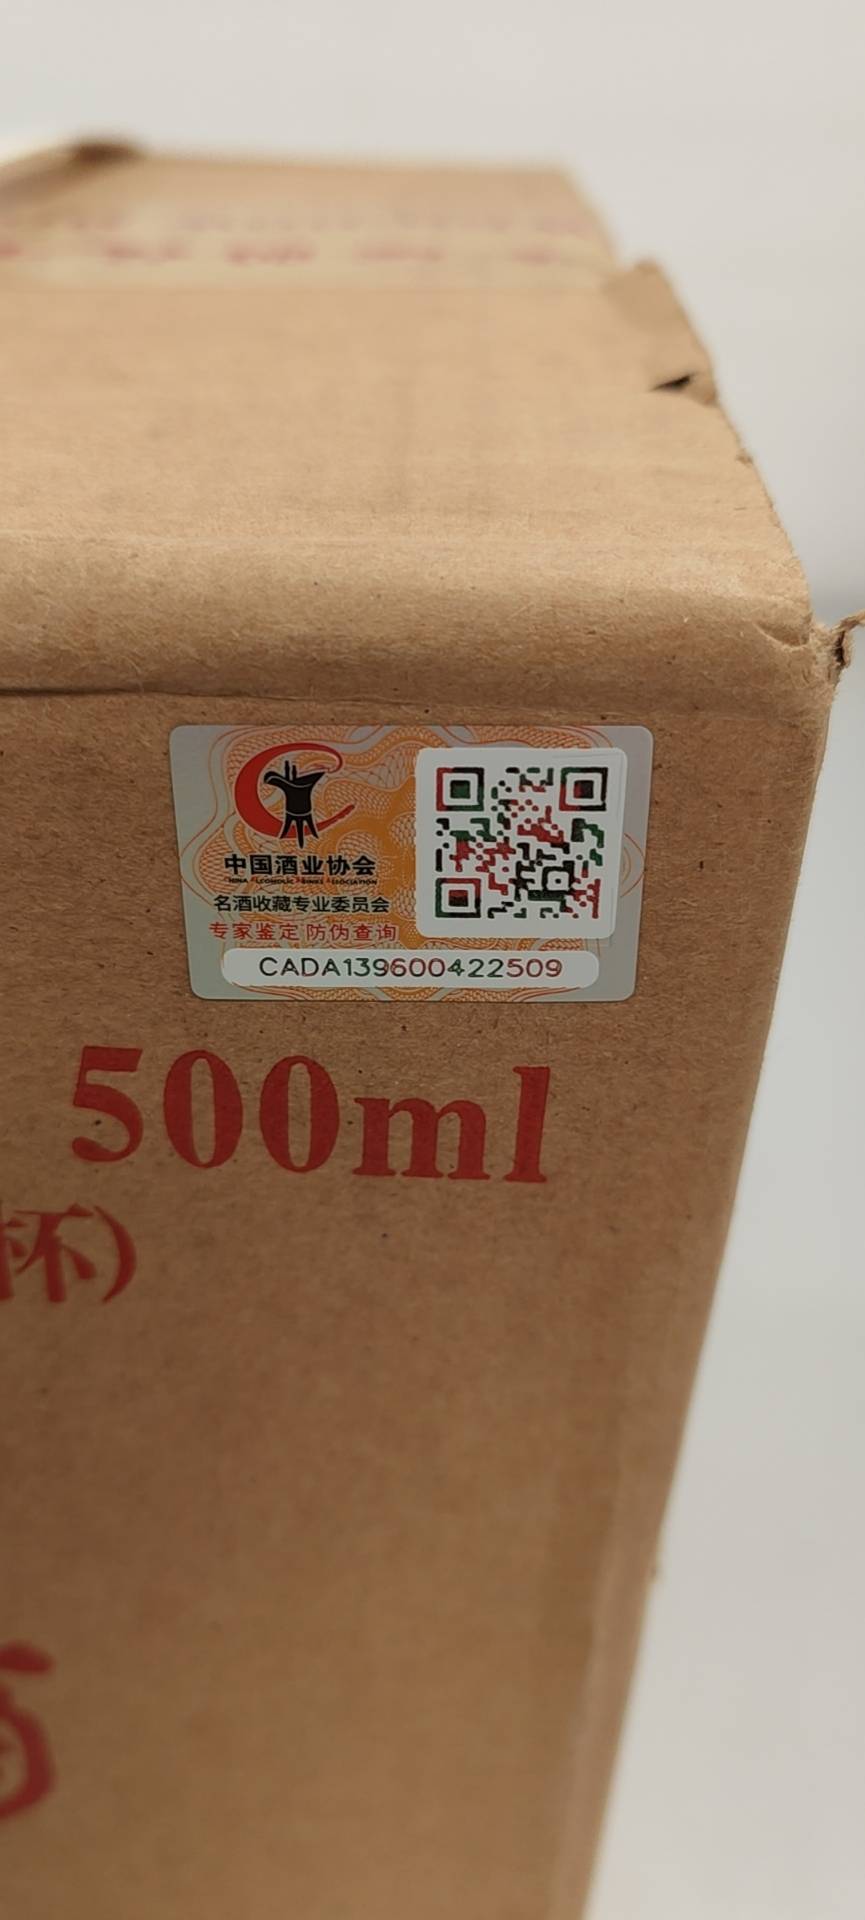 中国酒业协会
名酒收藏专业委员会
专家鉴定 防伪查询
CADA139600422509
500ml
杯)